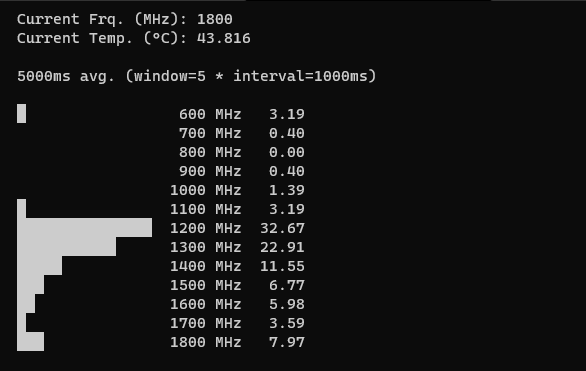 Current Frq. (MHz): 1800
Current Temp. (°C): 43.816
5000ms avg. (window=5 * interval=1000ms)
600 MHz 3.19
700 MHz 0.40
800 MHz 0.00
900 MHz 0.40
1000 MHz 1.39
1100 MHz 3.19
1200 MHz 32.67
1300 MHz 22.91
1400 MHz 11.55
1500 MHz 6.77
1600 MHz 5.98
1700 MHz 3.59
1800 MHz 7.97